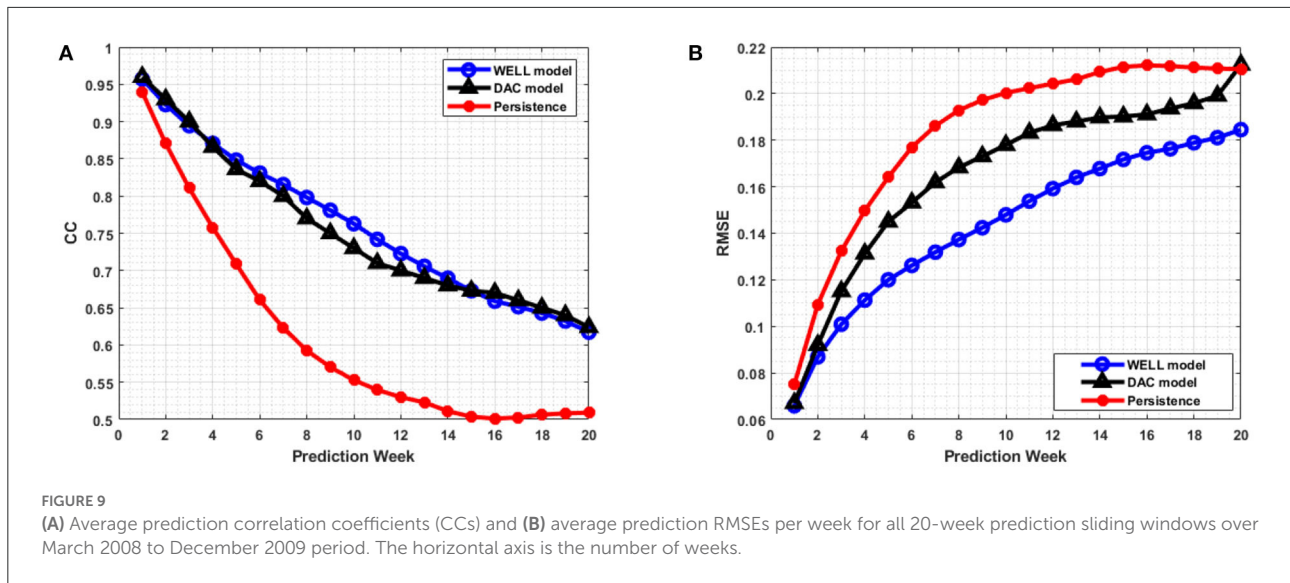 A
1
0.95
0.9
0.85
0.8
0.75
0.7
0.65
0.6
0.55
0.5
CC
0 2 4 6 8 10 12 14 16 18 20
Prediction Week
WELL model
DAC model
Persistence
B
0.22
0.2
0.18
0.16
0.14
0.12
0.1
0.08
0.06
RMSE
0 2 4 6 8 10 12 14 16 18 20
Prediction Week
WELL model
DAC model
Persistence
FIGURE 9
(A) Average prediction correlation coefficients (CCs) and (B) average prediction RMSEs per week for all 20-week prediction sliding windows over
March 2008 to December 2009 period. The horizontal axis is the number of weeks.